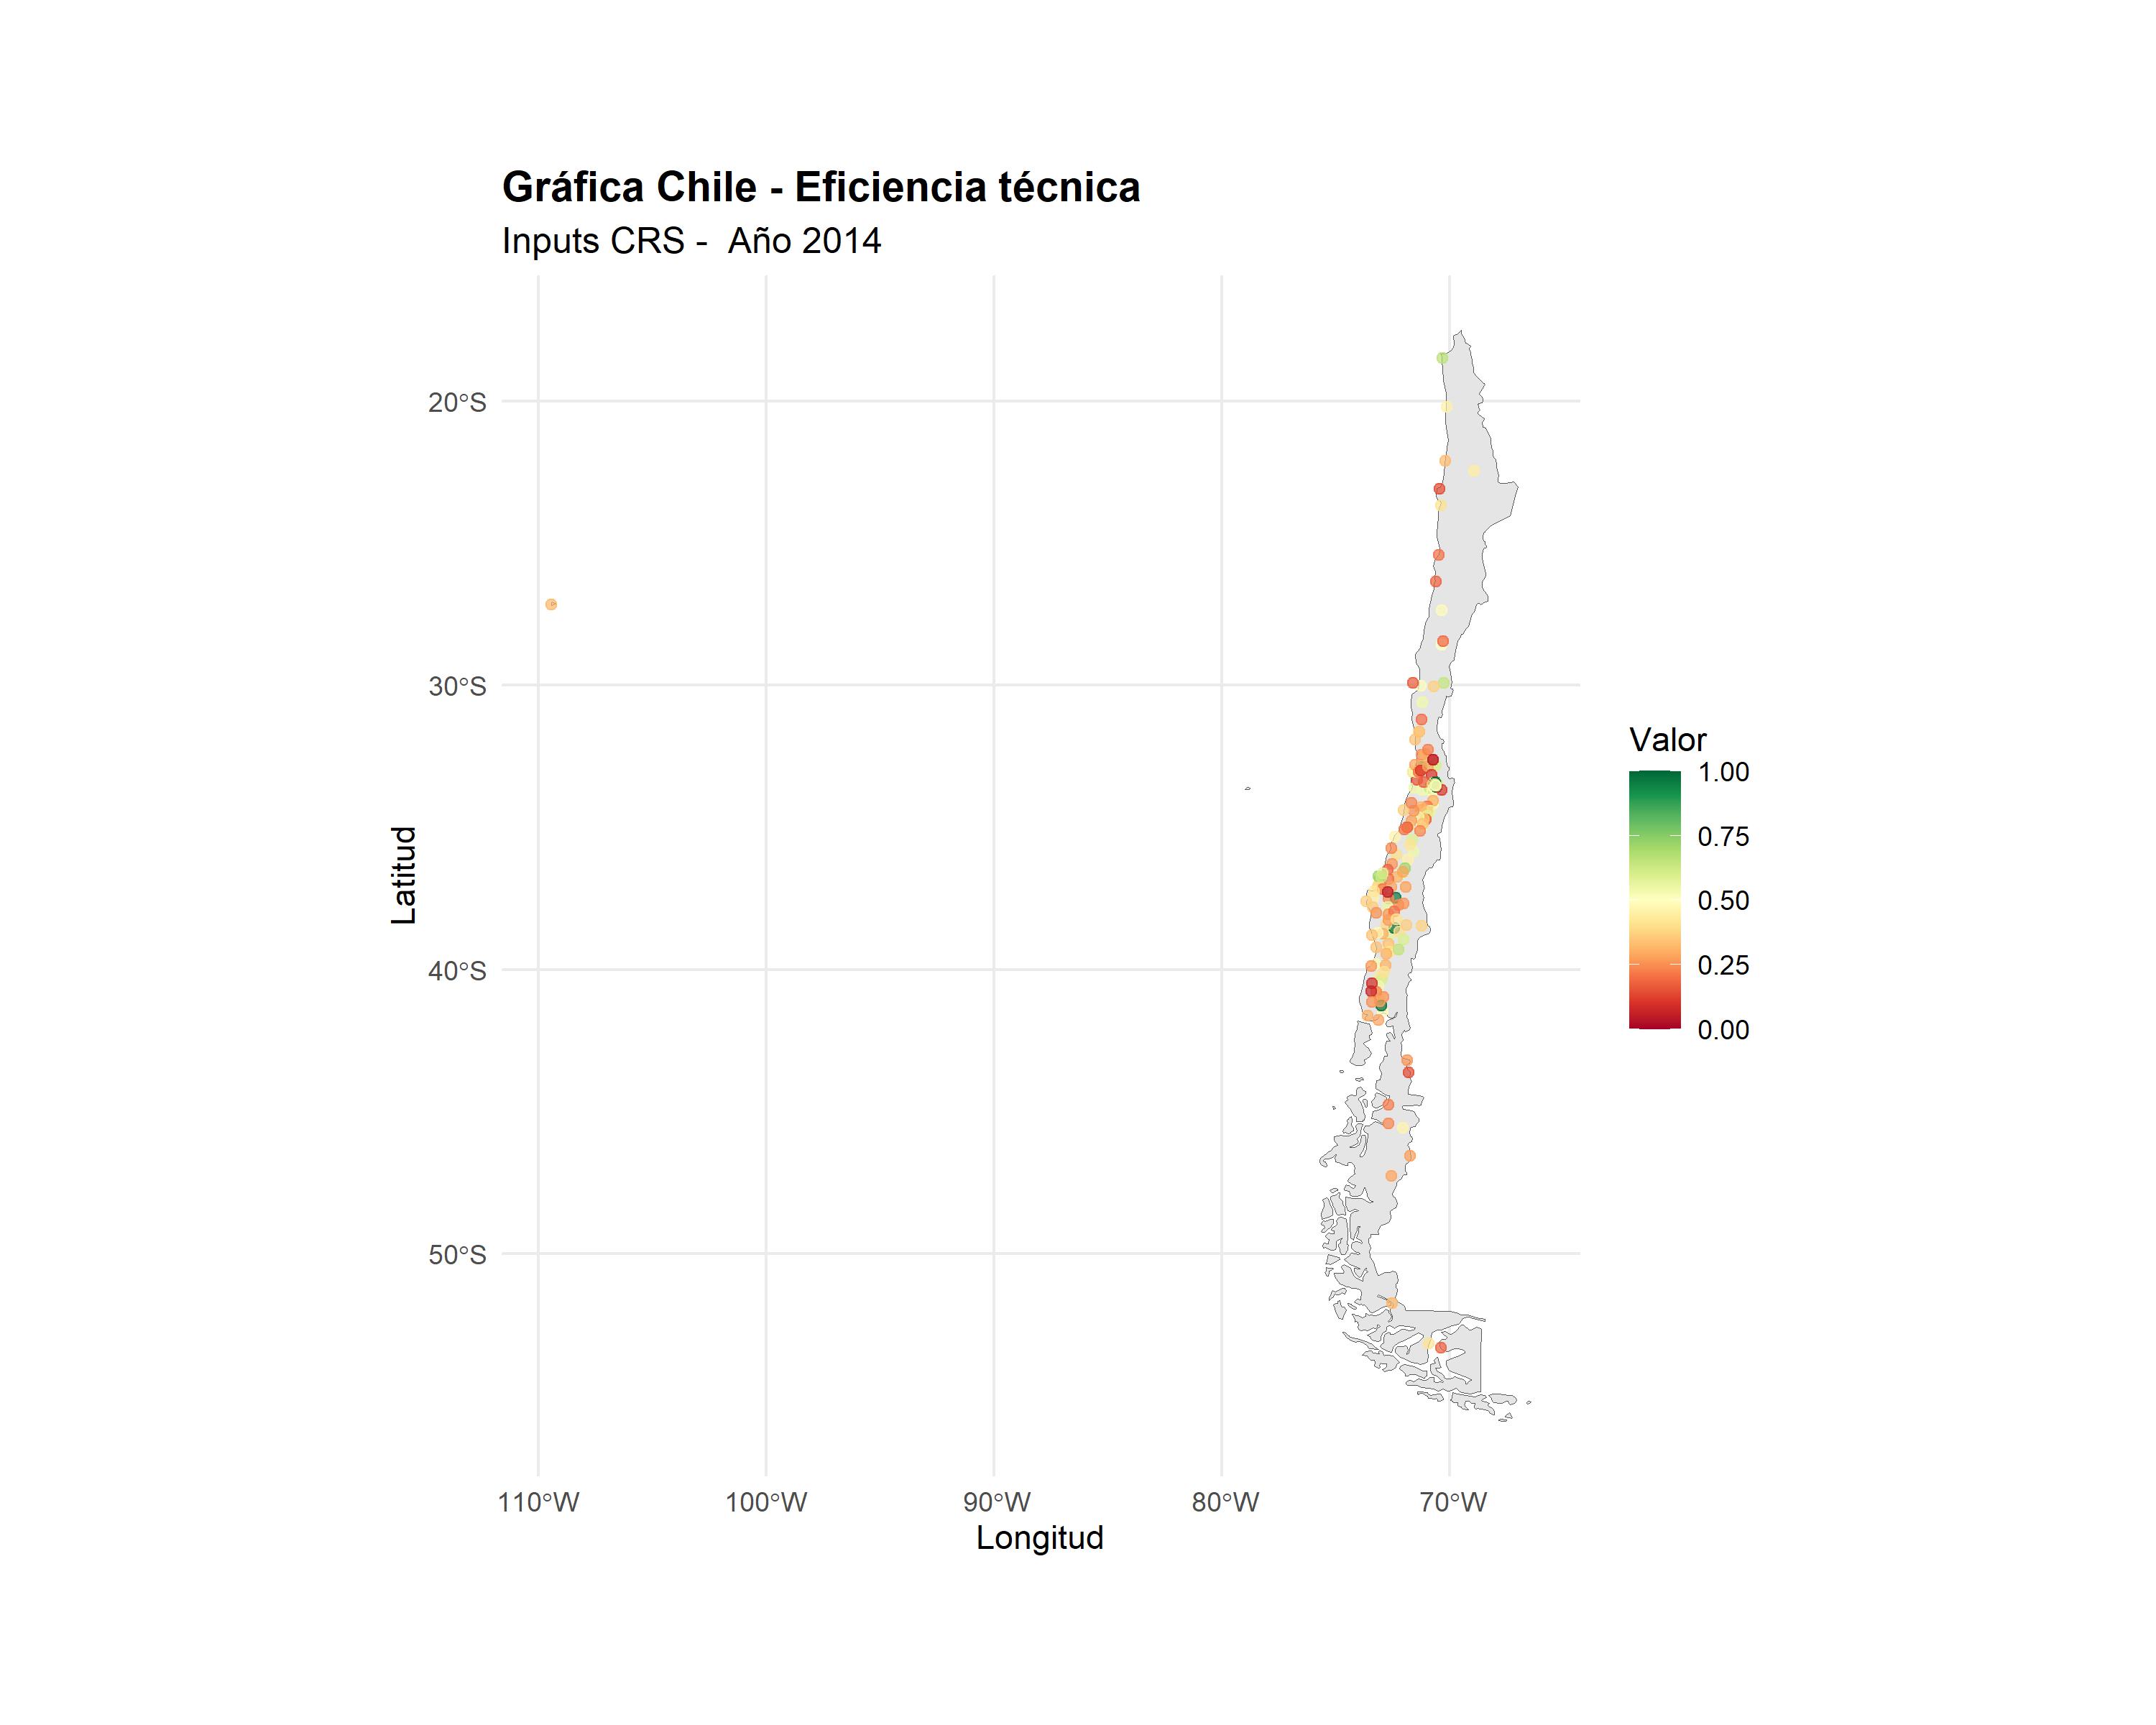 Gráfica Chile - Eficiencia técnica
Inputs CRS -  Año 2014
20°S
30°S
40°S
50°S
Latitud
110°W
100°W
90°W
80°W
70°W
Longitud
Valor
1.00
0.75
0.50
0.25
0.00